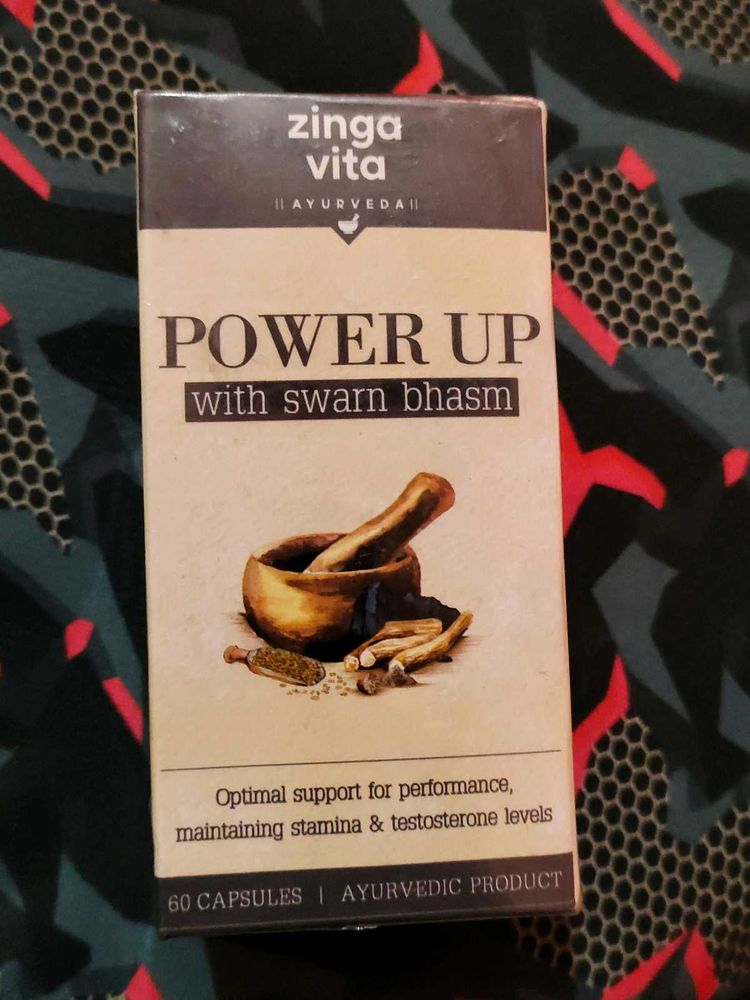 zinga
vita
|| AYURVEDA ||
POWER UP
with swarn bhasm
Optimal support for performance,
maintaining stamina & testosterone levels
60 CAPSULES | AYURVEDIC PRODUCT